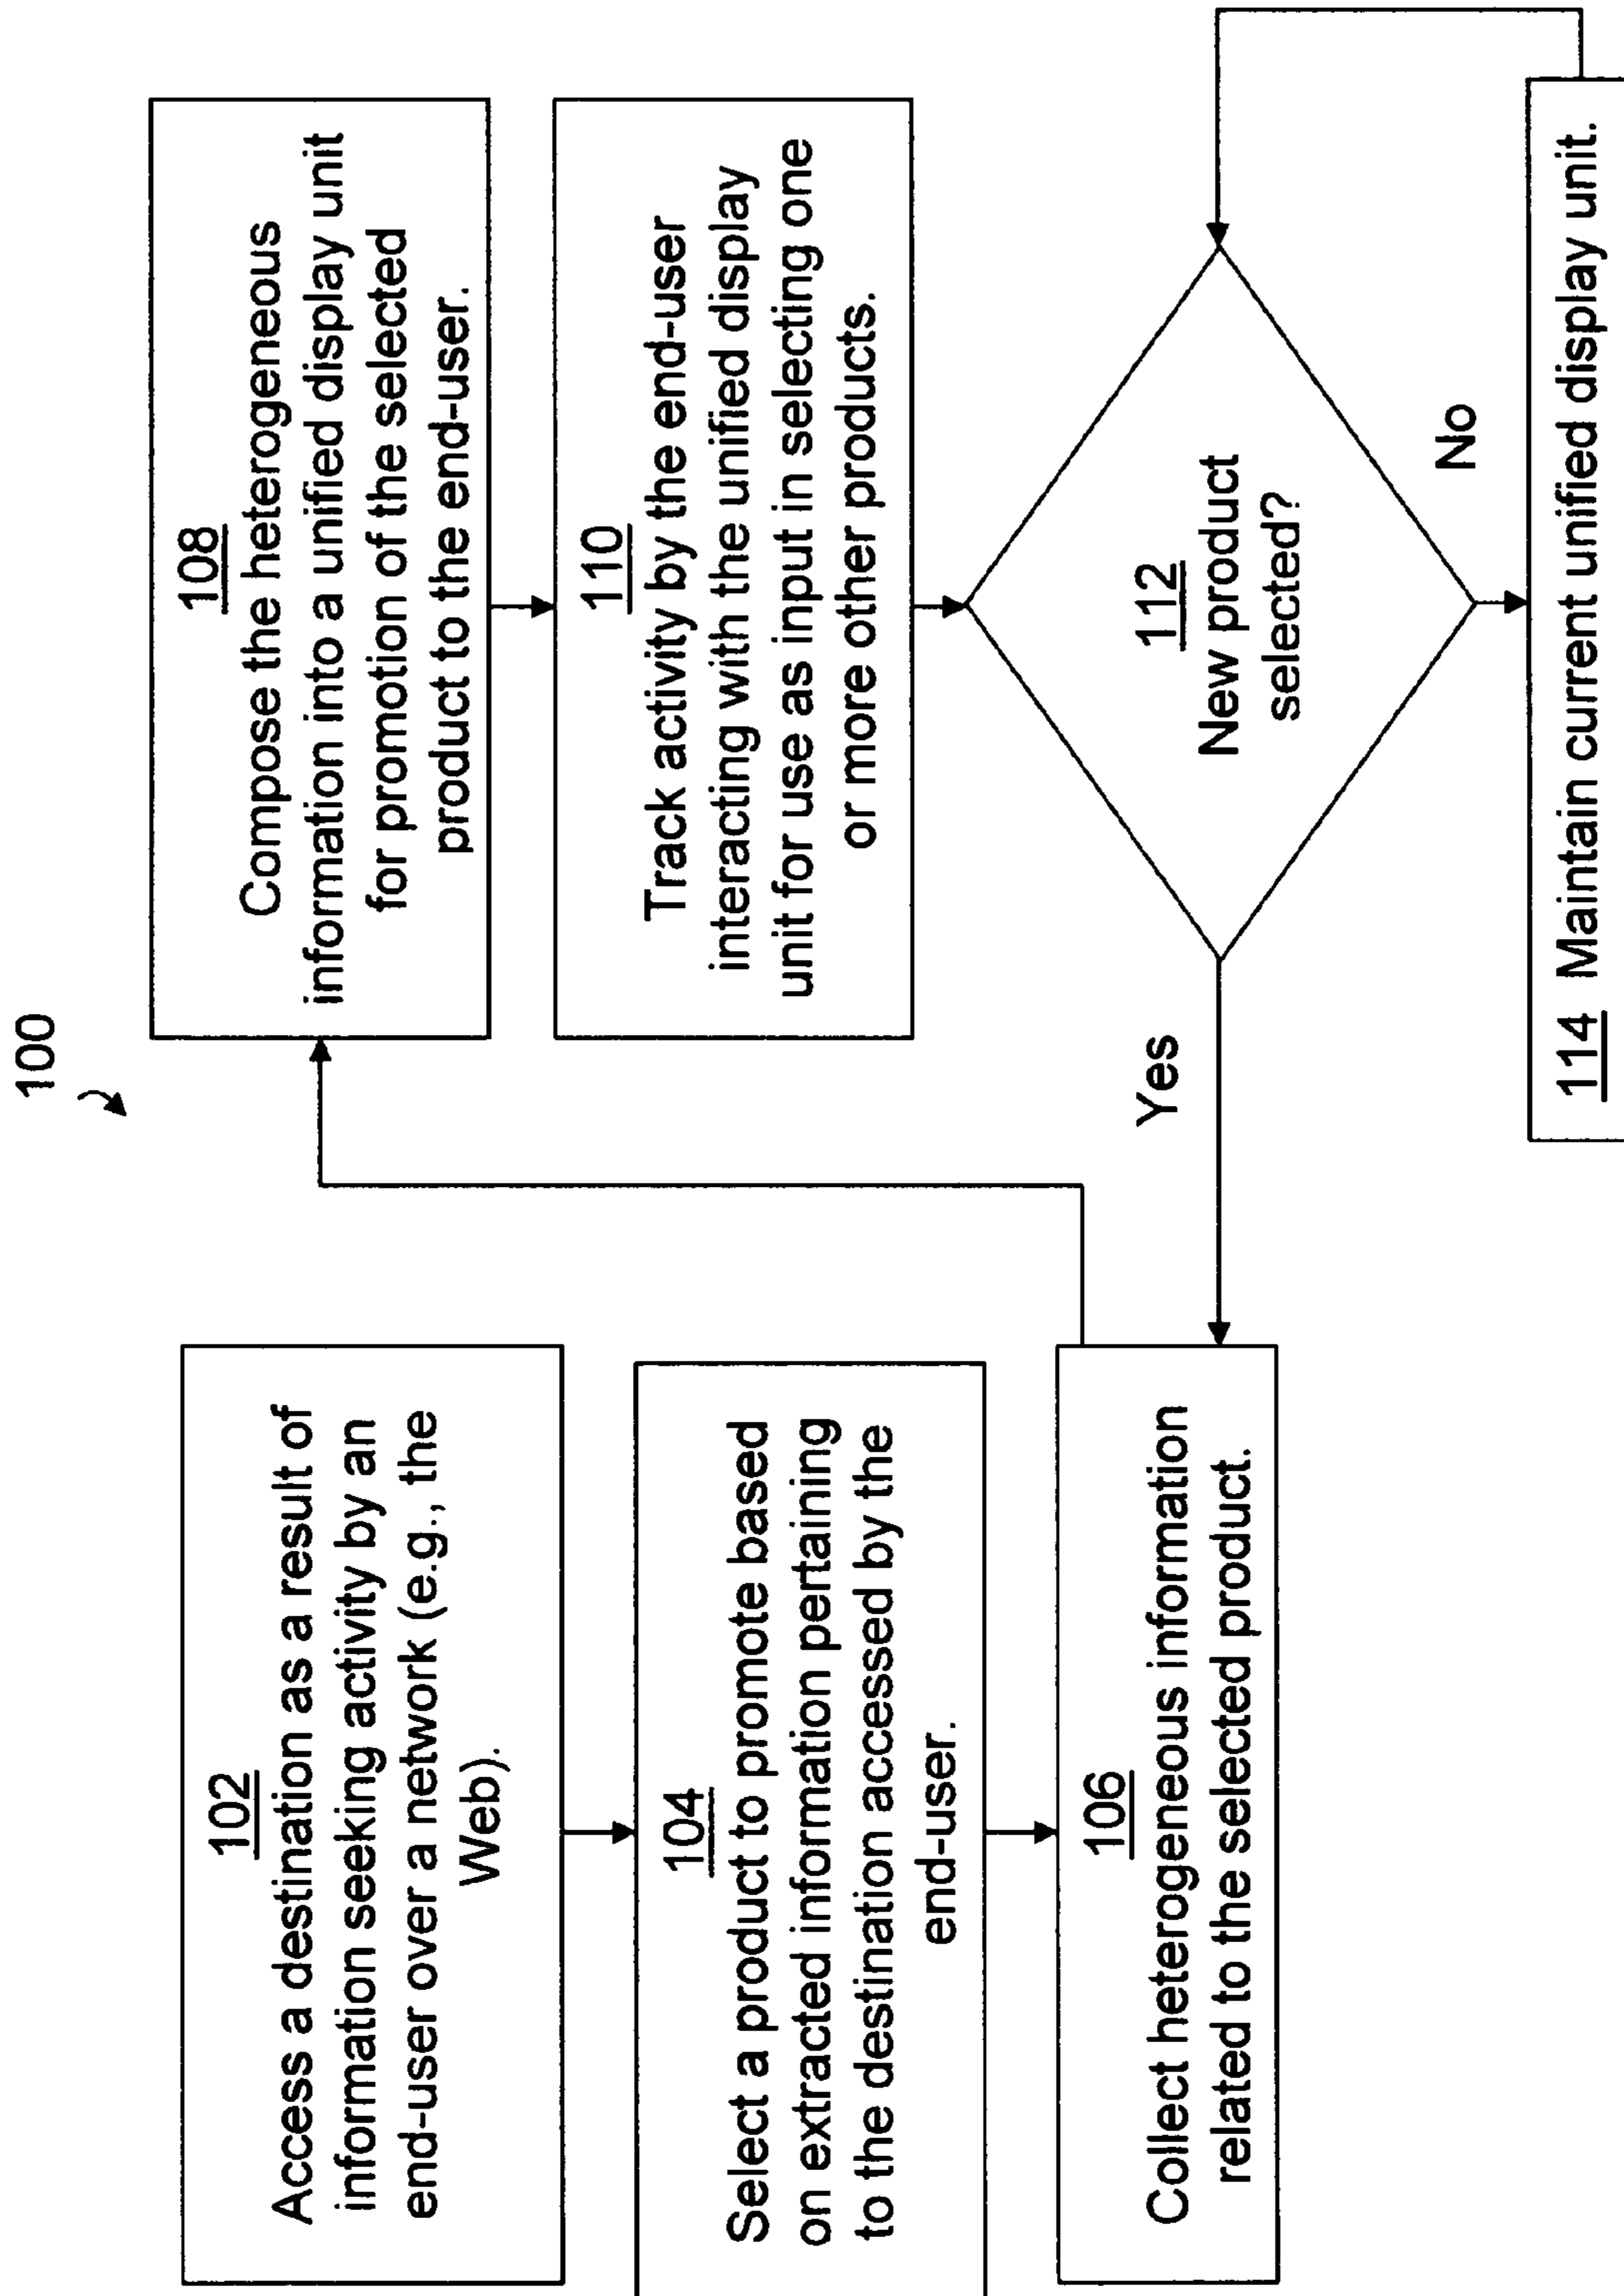 100
102
Access a destination as a result of
information seeking activity by an
end-user over a network (e.g., the
Web).
104
Select a product to promote based
on extracted information pertaining
to the destination accessed by the
end-user.
106
Collect heterogeneous information
related to the selected product.
108
Compose the heterogeneous
information into a unified display unit
for promotion of the selected
product to the end-user.
110
Track activity by the end-user
interacting with the unified display
unit for use as input in selecting one
or more other products.
112
New product
selected?
Yes
No
114 Maintain current unified display unit.